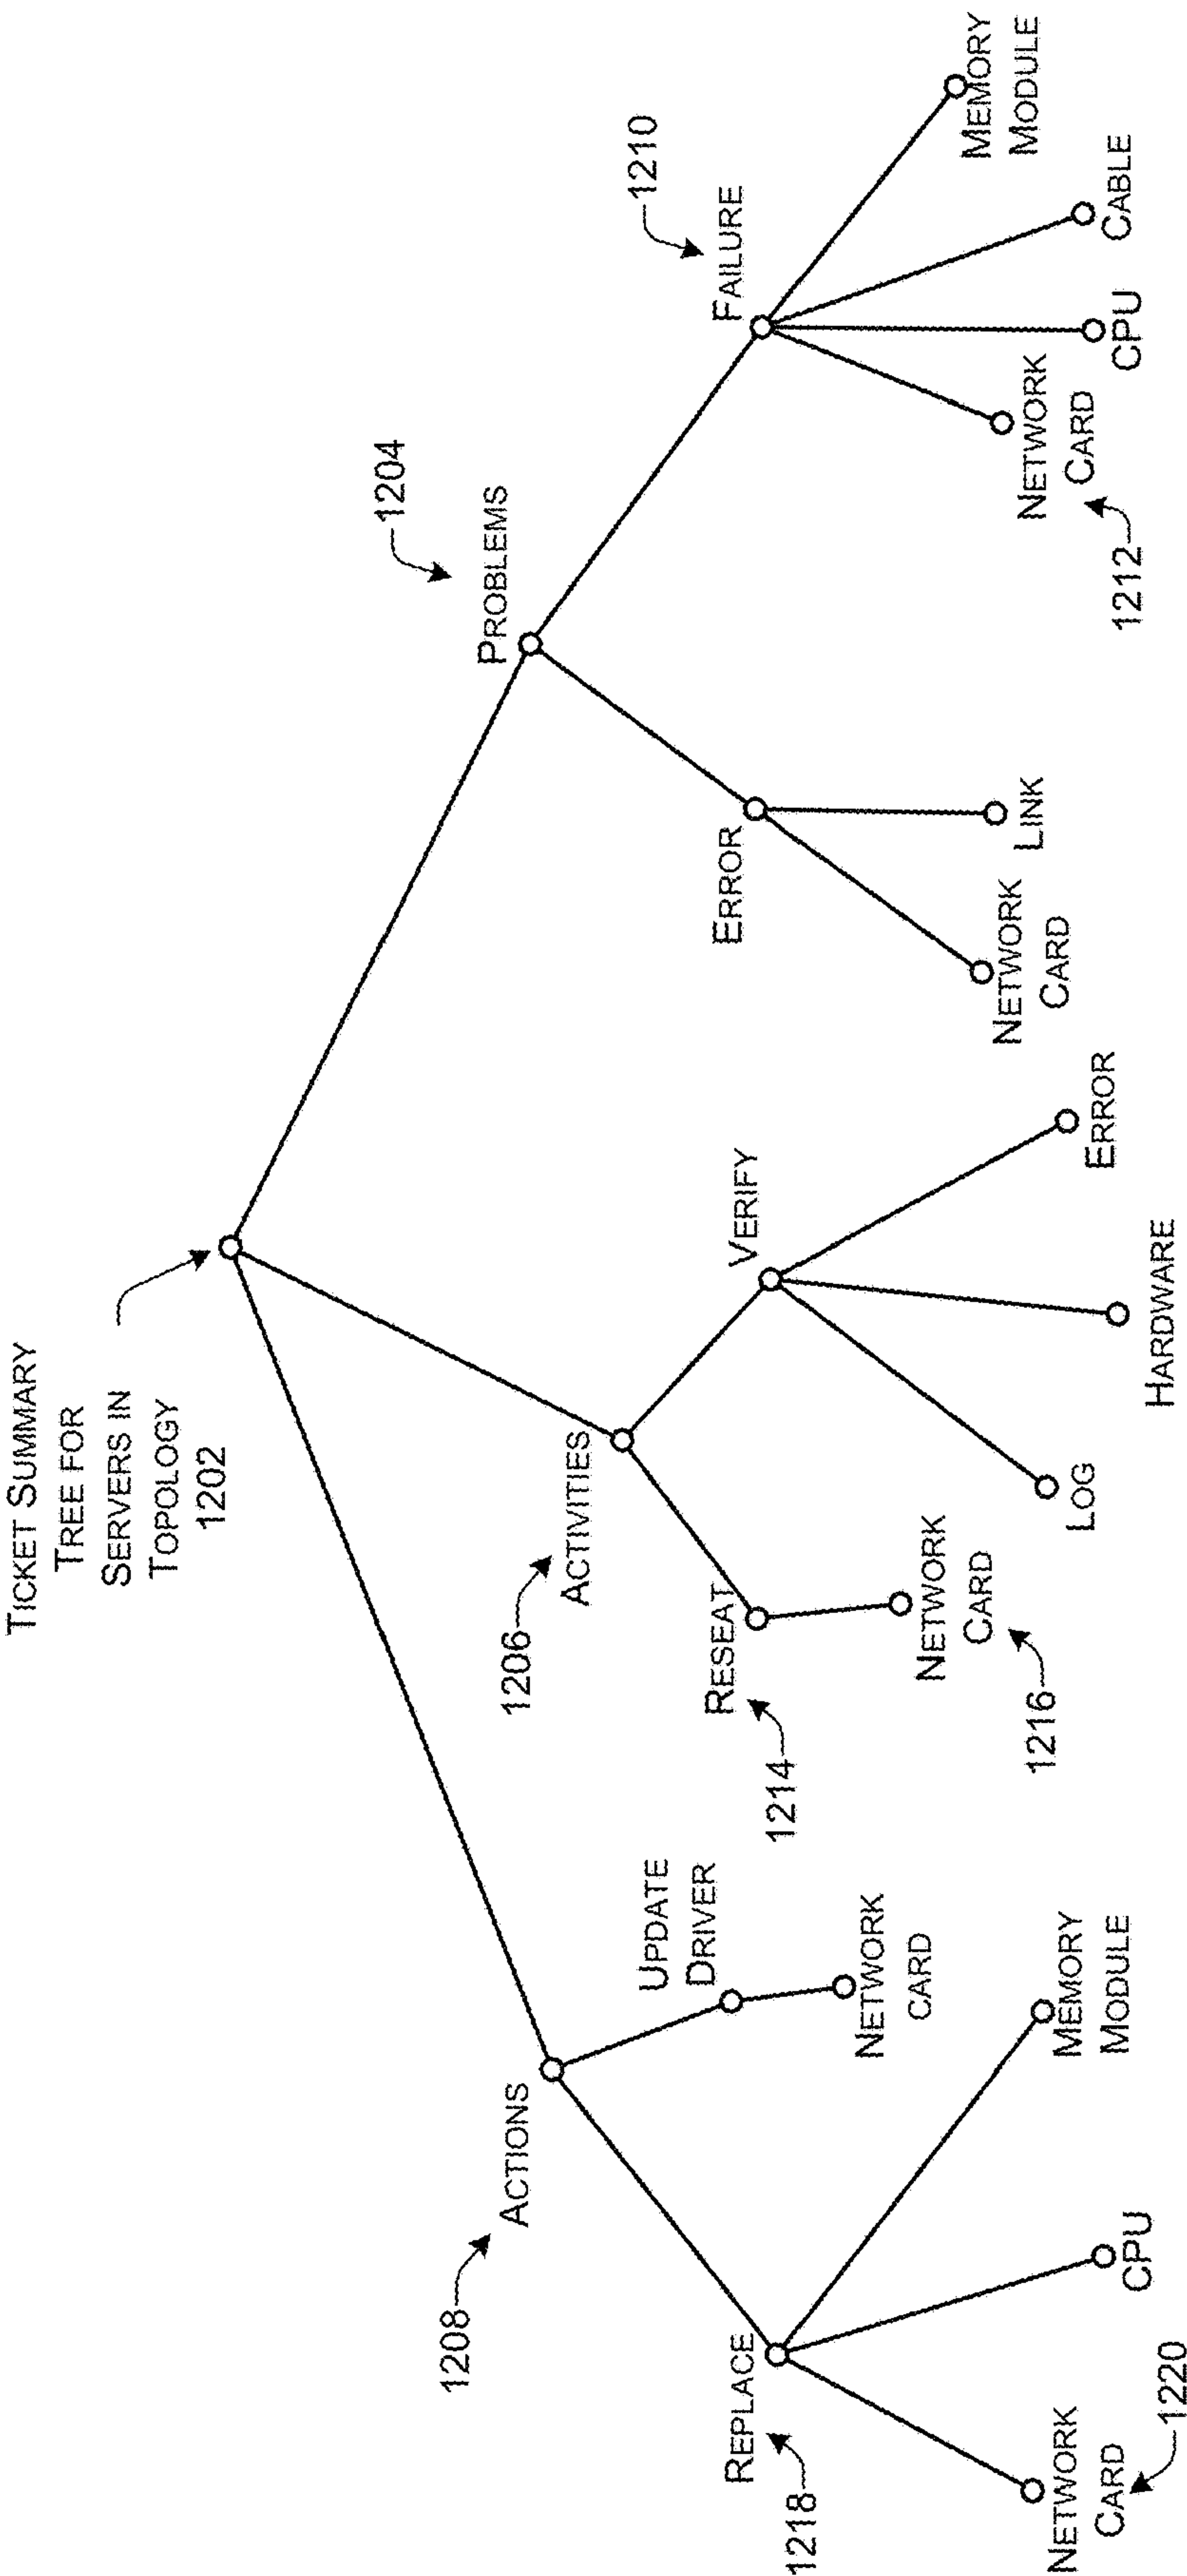 TICKET SUMMARY
TREE FOR
SERVERS IN
TOPOLOGY
1202
1204
PROBLEMS
1206
ACTIVITIES
1208
ACTIONS
1210
FAILURE
ERROR
VERIFY
RESEAT
1214
UPDATE
DRIVER
REPLACE
1218
NETWORK
CARD
1220
CPU
MEMORY
MODULE
NETWORK
CARD
NETWORK
CARD
1216
LOG
HARDWARE
ERROR
NETWORK
CARD
LINK
NETWORK
CARD
1212
CPU
CABLE
MEMORY
MODULE